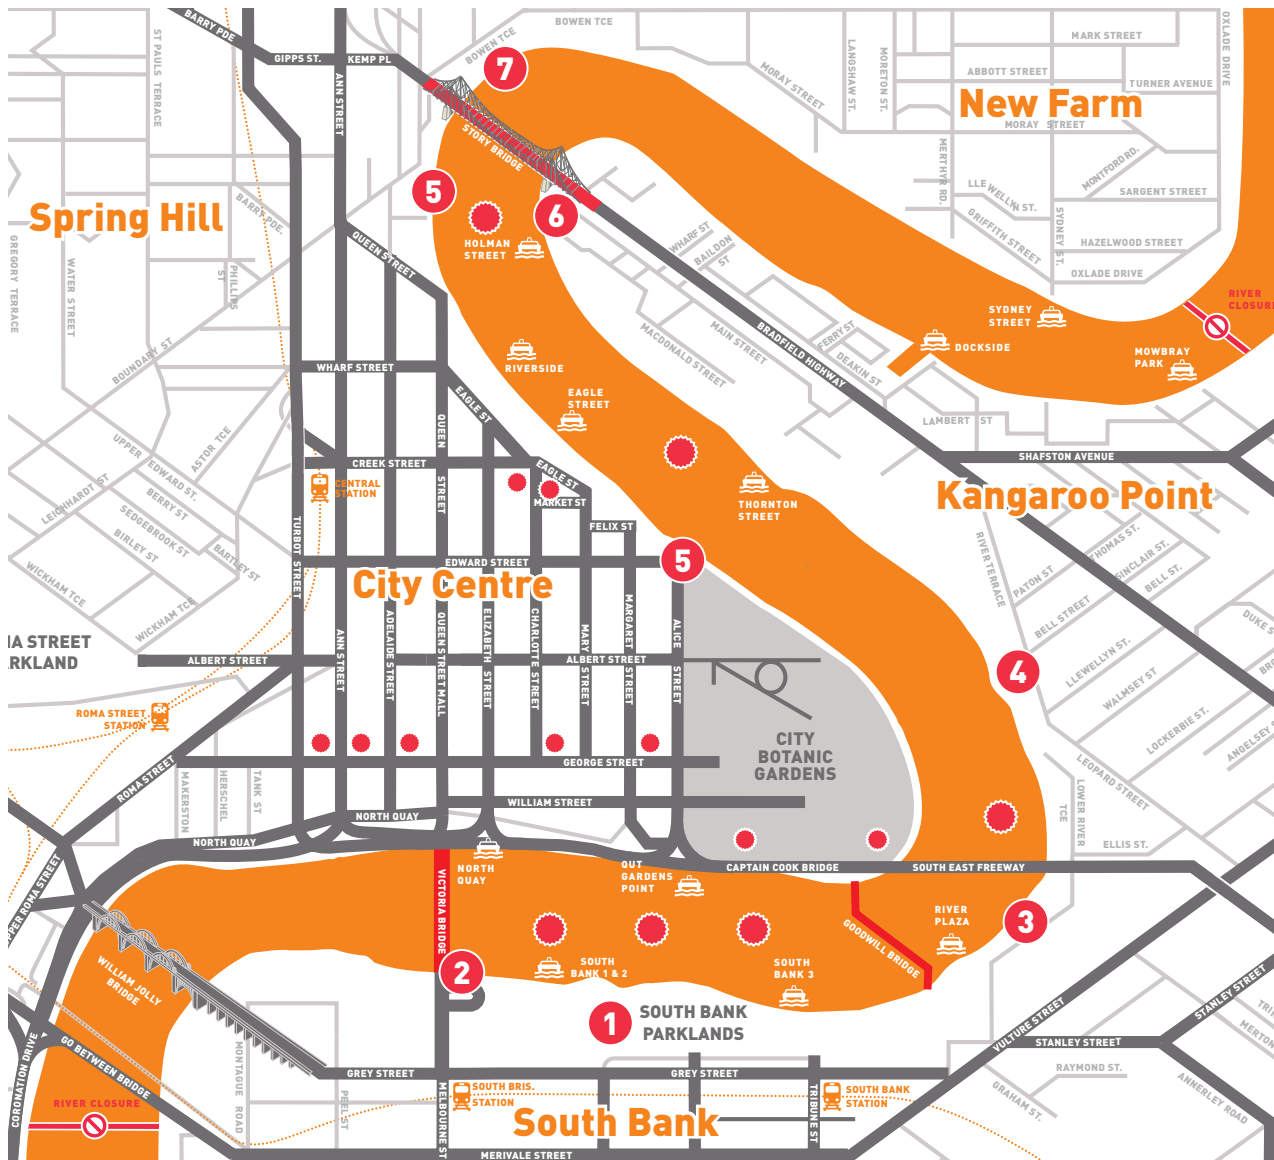 BARRY PDE
GIPPS ST.
KEMP PL
BOWEN TCE
BOWEN TCE
7
ST PAULS TERRACE
ANN STREET
STORY BRIDGE
MORAY STREET
LANGSHAW ST.
MORETON ST.
MARK STREET
ABBOTT STREET
TURNER AVENUE
OXLADE DRIVE
New Farm
MORAY STREET
MERTHYR RD.
MONTFORD RD.
LLEWELLYN ST.
SARGENT STREET
GRIFFITH STREET
SYDNEY ST.
HAZELWOOD STREET
OXLADE DRIVE
Spring Hill
BARRY PDE.
GREGORY TERRACE
WATER STREET
PHILLIPS
ST
QUEEN STREET
5
6
HOLMAN
STREET
WHARF ST
BAILDON
ST
RIVER
SYDNEY
STREET
DOCKSIDE
MOWBRAY
PARK
BOUNDARY ST
WHARF STREET
RIVERSIDE
EAGLE
STREET
MACDONALD STREET
MAIN STREET
BRADFIELD HIGHWAY
FERRY ST
DEAKIN ST
LAMBERT ST
SHAFSTON AVENUE
Kangaroo Point
EAGLE ST
QUEEN STREET
UPPER EDWARD ST.
ASTOR TCE
LEICHHARDT ST
BERRY ST
SEDGEBROOK ST
BIRLEY ST
BARTLEY ST
WICKHAM TCE
WICKHAM TCE
CREEK STREET
CENTRAL
STATION
EAGLE ST
MARKET ST
FELIX ST
THORNTON
STREET
TURBOT STREET
EDWARD STREET
City Centre
5
RIVER TERRACE
THOMAS ST.
SINCLAIR ST.
PATON ST
BELL ST.
BELL STREET
LLEWELLYN ST.
WALMSEY ST
LOCKERBIE ST.
LEOPARD STREET
4
ALBERT STREET
ANN STREET
ADELAIDE STREET
QUEEN STREET MALL
ELIZABETH STREET
CHARLOTTE STREET
MARY STREET
MARGARET STREET
ALICE STREET
ALBERT STREET
ROMA STREET
STATION
ROMA STREET
MAKERSTON
HERSCHEL
TANK ST
GEORGE STREET
CITY
BOTANIC
GARDENS
WILLIAM STREET
NORTH QUAY
NORTH QUAY
LOWER RIVER
TCE
ELLIS ST.
CAPTAIN COOK BRIDGE
SOUTH EAST FREEWAY
NORTH
QUAY
QUT
GARDENS
POINT
VICTORIA BRIDGE
GOODWILL BRIDGE
RIVER
PLAZA
3
WILLIAM JOLLY
BRIDGE
2
SOUTH
BANK 1 & 2
SOUTH
BANK 3
1
SOUTH BANK
PARKLANDS
VULTURE STREET
STANLEY STREET
STANLEY STREET
RAYMOND ST.
GRAHAM ST.
ANNERLEY ROAD
CORONATION DRIVE
GO BETWEEN BRIDGE
RIVER CLOSURE
MONTAGUE ROAD
PEEL ST
GREY STREET
GREY STREET
MELBOURNE ST
SOUTH BRIS.
STATION
South Bank
TRIBUNE ST
SOUTH BANK
STATION
MERIVALE STREET